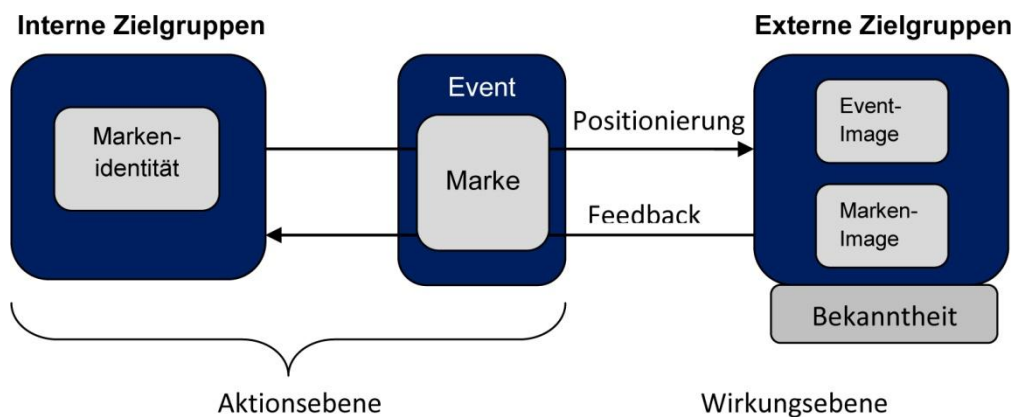 Interne Zielgruppen
Externe Zielgruppen
Event
Marken-
identität
Marke
Positionierung
Feedback
Event-
Image
Marken-
Image
Bekanntheit
Aktionsebene
Wirkungsebene